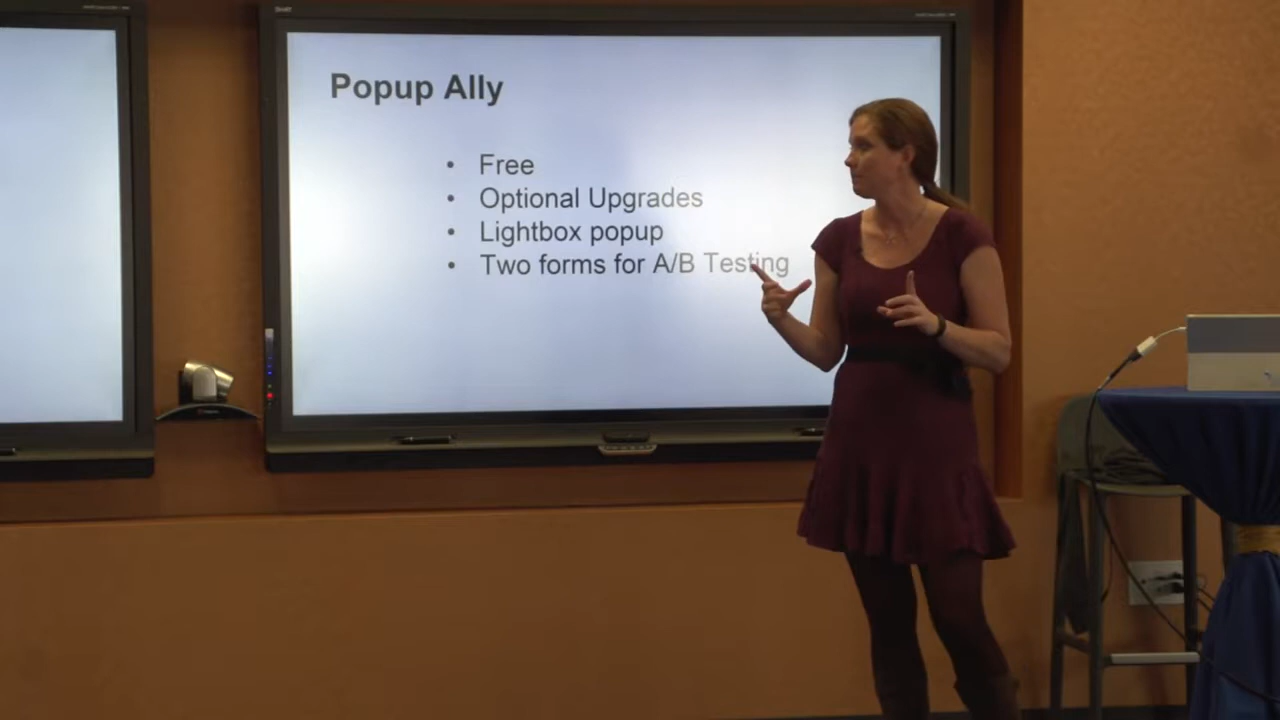 Popup Ally
• Free
• Optional Upgrades
• Lightbox popup
• Two forms for A/B Testing